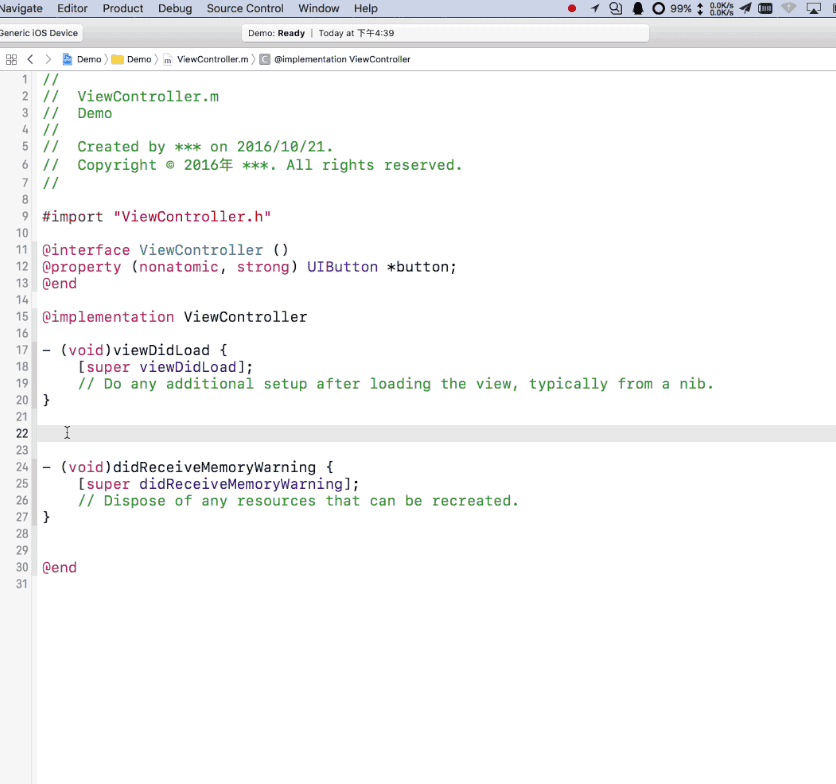 Navigate Editor Product Debug Source Control Window Help 99% 0.0K/s 0.0K/s
Generic iOS Device Demo: Ready | Today at 下午4:39
Demo Demo m ViewController.m C @implementation ViewController
1 //
2 //  ViewController.m
3 //  Demo
4 //
5 //  Created by *** on 2016/10/21.
6 //  Copyright © 2016年 ***. All rights reserved.
7 //
8
9 #import "ViewController.h"
10
11 @interface ViewController ()
12 @property (nonatomic, strong) UIButton *button;
13 @end
14
15 @implementation ViewController
16
17 - (void)viewDidLoad {
18     [super viewDidLoad];
19     // Do any additional setup after loading the view, typically from a nib.
20 }
21
22
23
24 - (void)didReceiveMemoryWarning {
25     [super didReceiveMemoryWarning];
26     // Dispose of any resources that can be recreated.
27 }
28
29
30 @end
31